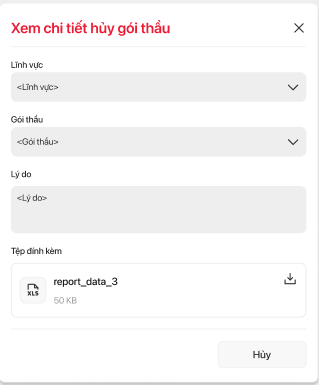 Xem chi tiết hủy gói thầu
Lĩnh vực
<Lĩnh vực>
Gói thầu
<Gói thầu>
Lý do
<Lý do>
Tệp đính kèm
XLS
report_data_3
50 KB
Hủy